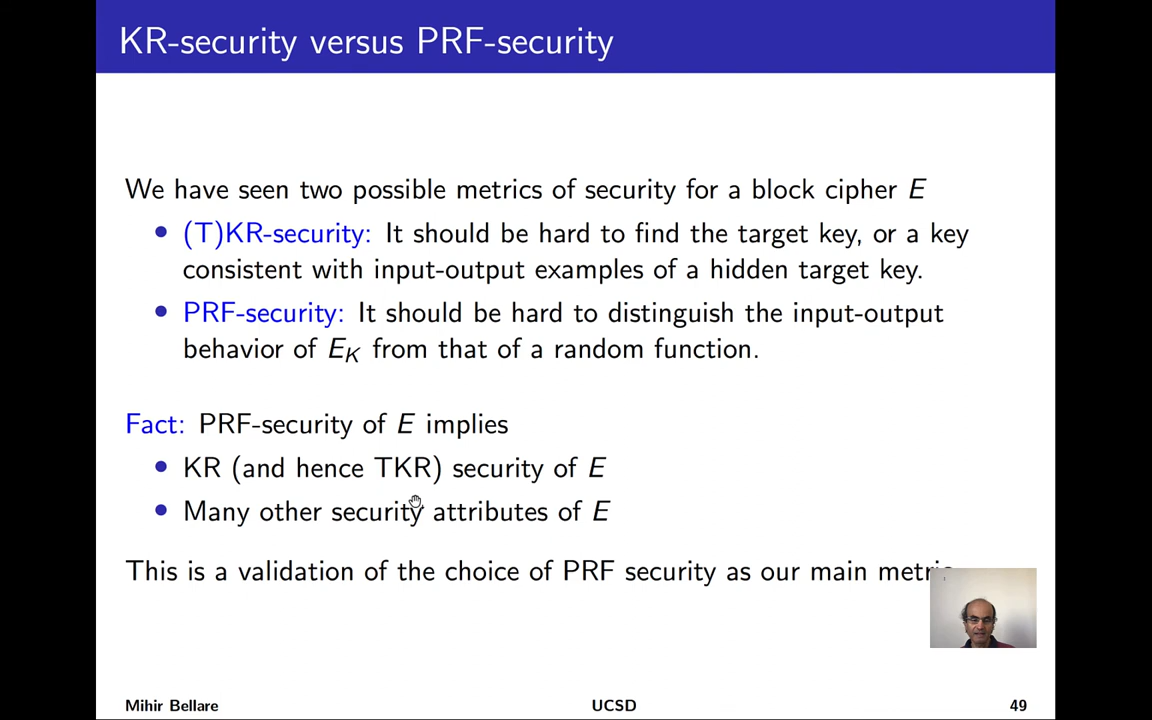 KR-security versus PRF-security
We have seen two possible metrics of security for a block cipher E
• (T)KR-security: It should be hard to find the target key, or a key
consistent with input-output examples of a hidden target key.
• PRF-security: It should be hard to distinguish the input-output
behavior of E_K from that of a random function.
Fact: PRF-security of E implies
• KR (and hence TKR) security of E
• Many other security attributes of E
This is a validation of the choice of PRF security as our main metric
Mihir Bellare UCSD 49